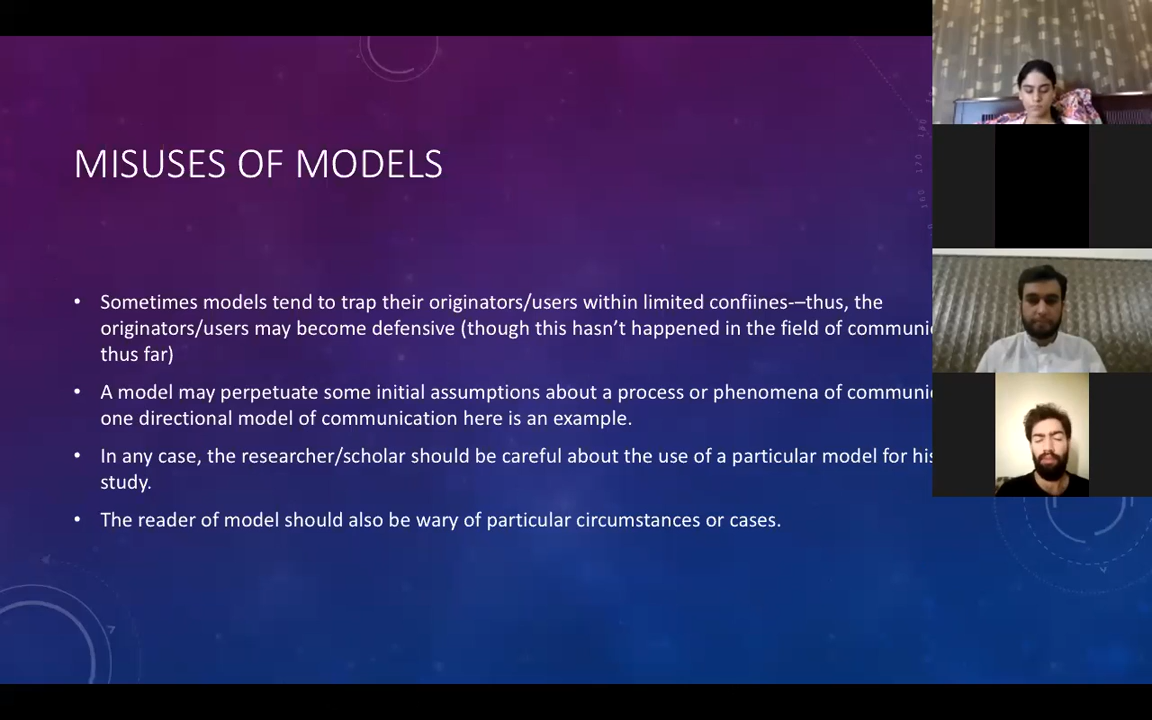 MISUSES OF MODELS
• Sometimes models tend to trap their originators/users within limited confiines-–thus, the
originators/users may become defensive (though this hasn't happened in the field of
thus far)
• A model may perpetuate some initial assumptions about a process or phenomena of
one directional model of communication here is an example.
• In any case, the researcher/scholar should be careful about the use of a particular model for
study.
• The reader of model should also be wary of particular circumstances or cases.
160 170 180